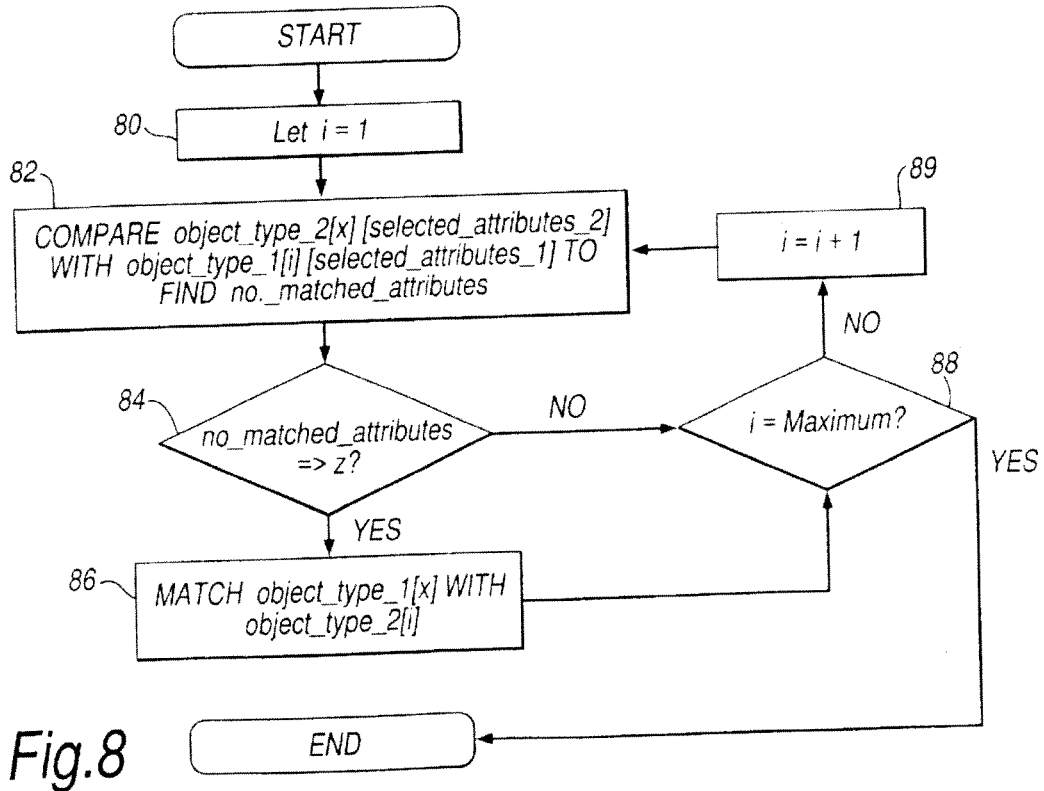 START
80
Let i = 1
82
COMPARE object_type_2[x] [selected_attributes_2]
WITH object_type_1[i] [selected_attributes_1] TO
FIND no._matched_attributes
89
i = i + 1
NO
84
no_matched_attributes
=> z?
NO
88
i = Maximum?
YES
YES
86
MATCH object_type_1[x] WITH
object_type_2[i]
END
Fig.8